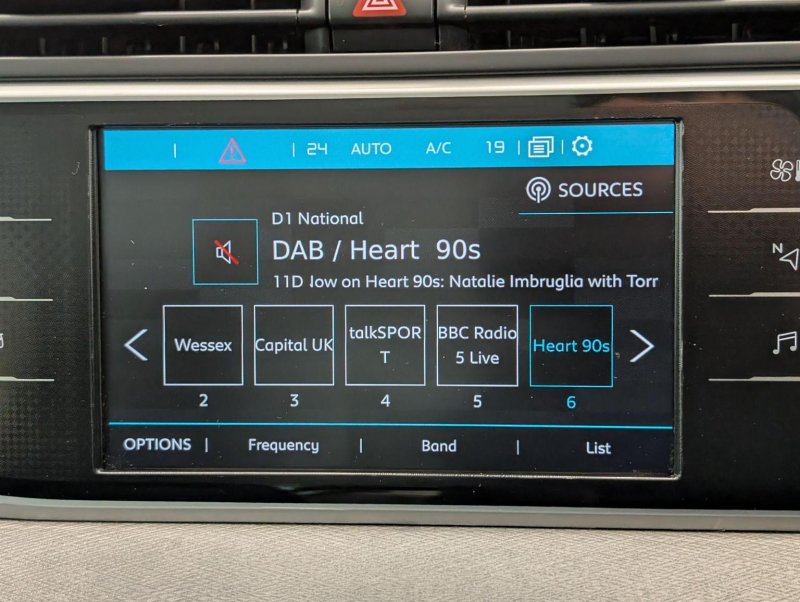 24 AUTO A/C 19
SOURCES
D1 National
DAB / Heart 90s
11D Now on Heart 90s: Natalie Imbruglia with Torr
Wessex
Capital UK
talkSPOR
T
BBC Radio
5 Live
Heart 90s
2 3 4 5 6
OPTIONS | Frequency | Band | List
N